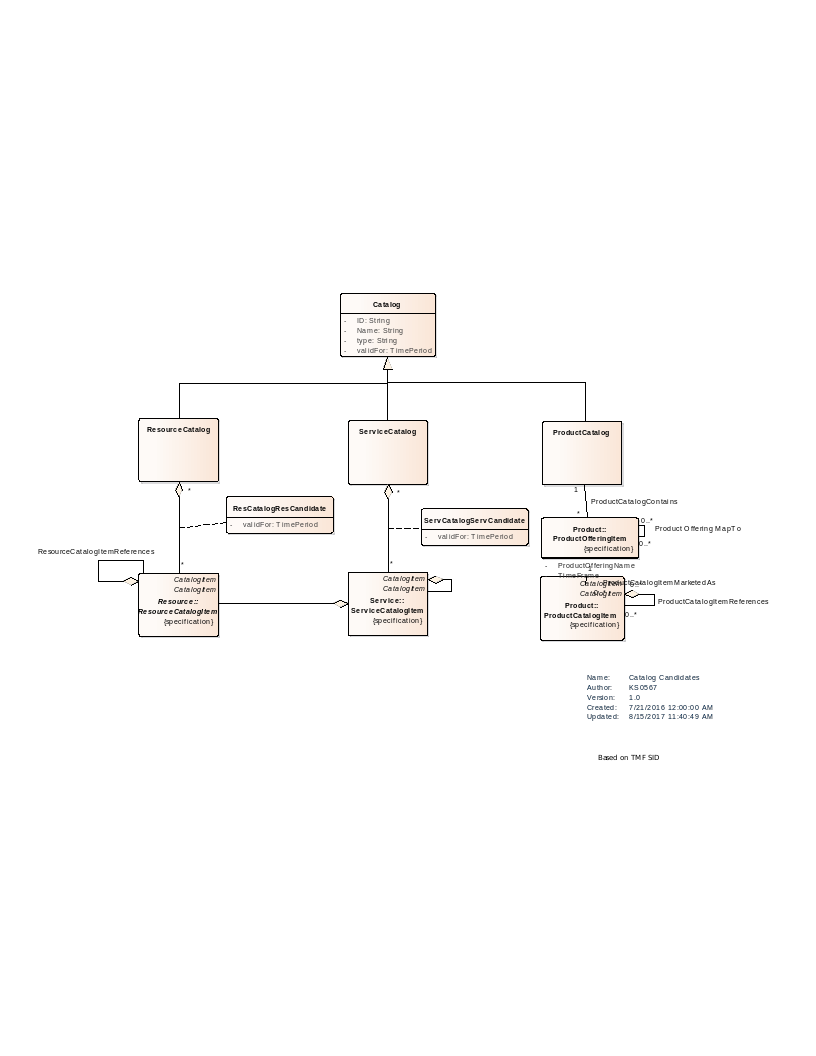 Catalog
- ID: String
- Name: String
- type: String
- validFor: TimePeriod
ResourceCatalog
ServiceCatalog
ProductCatalog
*
*
1
ProductCatalogContains
*
ResCatalogResCandidate
- validFor: TimePeriod
ServCatalogServCandidate
- validFor: TimePeriod
Product::
ProductOfferingItem
{specification}
0..*
Product Offering MapTo
0..*
- ProductOfferingName
TimeFrame
1
ResourceCatalogItemReferences
*
*
CatalogItem
CatalogItem
Resource::
ResourceCatalogItem
{specification}
CatalogItem
CatalogItem
Service::
ServiceCatalogItem
{specification}
ProductCatalogItemMarketedAs
CatalogItem
CatalogItem
Product::
ProductCatalogItem
{specification}
ProductCatalogItemReferences
0..*
Name: Catalog Candidates
Author: KS0567
Version: 1.0
Created: 7/21/2016 12:00:00 AM
Updated: 8/15/2017 11:40:49 AM
Based on TMF SID